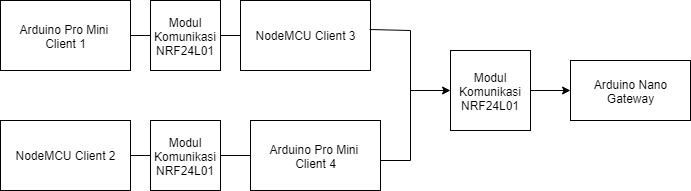 Arduino Pro Mini
Client 1
Modul
Komunikasi
NRF24L01
NodeMCU Client 3
Modul
Komunikasi
NRF24L01
Arduino Nano
Gateway
NodeMCU Client 2
Modul
Komunikasi
NRF24L01
Arduino Pro Mini
Client 4